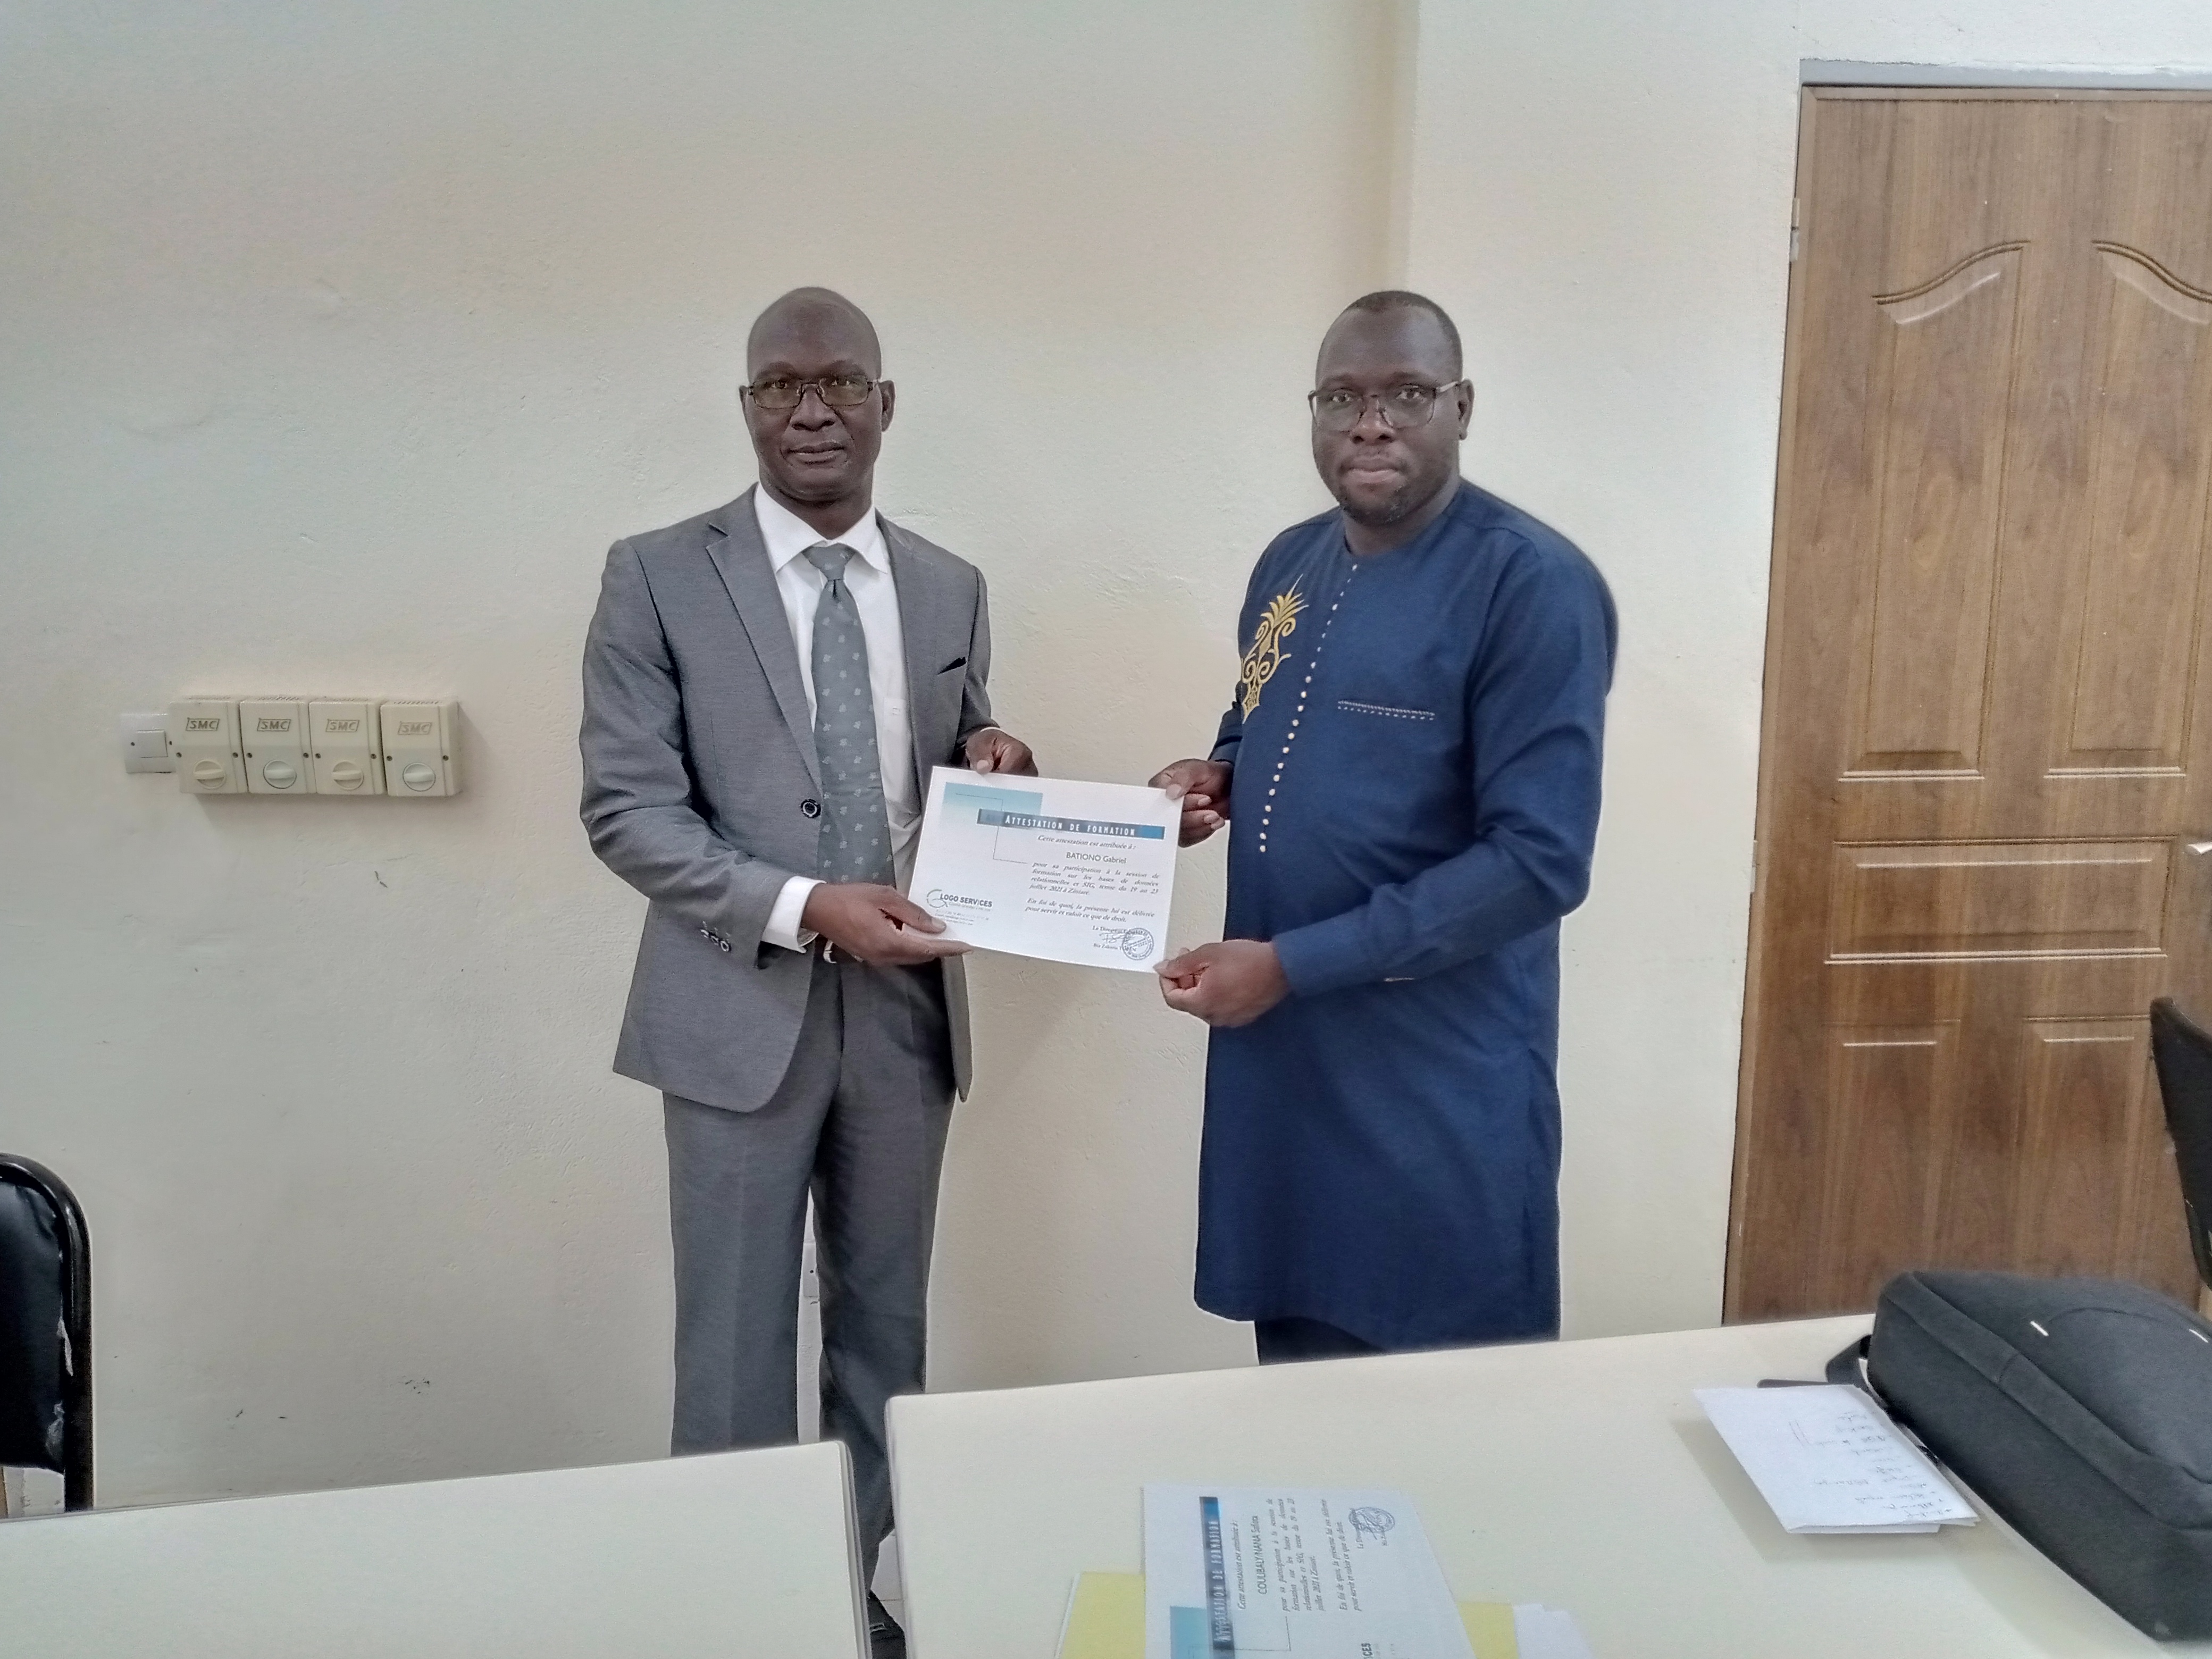 SMC
SMC
SMC
SMC
ATTESTATION DE FORMATION
Cette attestation est attribuée à :
BATIONO Gabriel
pour sa participation à la session de
formation sur les bases de données
relationnelles et SIG, tenue du 19 au 23
juillet 2021 à Ziniaré.
En foi de quoi, la présente lui est délivrée
pour servir et valoir ce que de droit.
LOGO SERVICES
Le
ATTESTATION DE FORMATION
Cette attestation est attribuée à :
COULIBALY/NANA Safira
pour sa participation à la session de
formation sur les bases de données
relationnelles et SIG, tenue du 19 au 23
juillet 2021 à Ziniaré.
En foi de quoi, la présente lui est délivrée
pour servir et valoir ce que de droit.